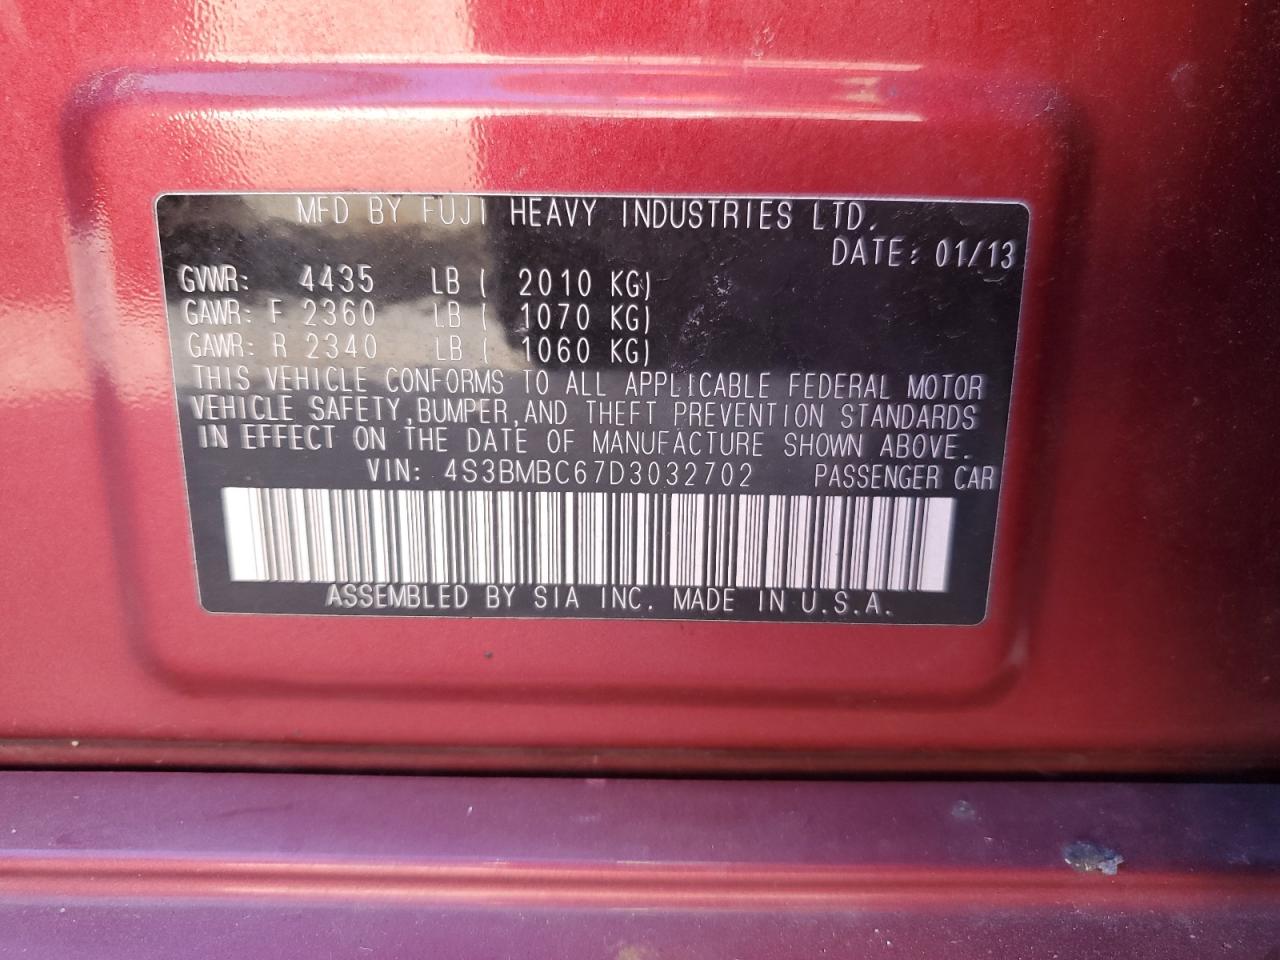 MFD BY FUJI HEAVY INDUSTRIES LTD.
DATE: 01/13
GVWR: 4435 LB ( 2010 KG)
GAWR: F 2360 LB ( 1070 KG)
GAWR: R 2340 LB ( 1060 KG)
THIS VEHICLE CONFORMS TO ALL APPLICABLE FEDERAL MOTOR
VEHICLE SAFETY,BUMPER,AND THEFT PREVENTION STANDARDS
IN EFFECT ON THE DATE OF MANUFACTURE SHOWN ABOVE.
VIN: 4S3BMBC67D3032702 PASSENGER CAR
ASSEMBLED BY SIA INC. MADE IN U.S.A.